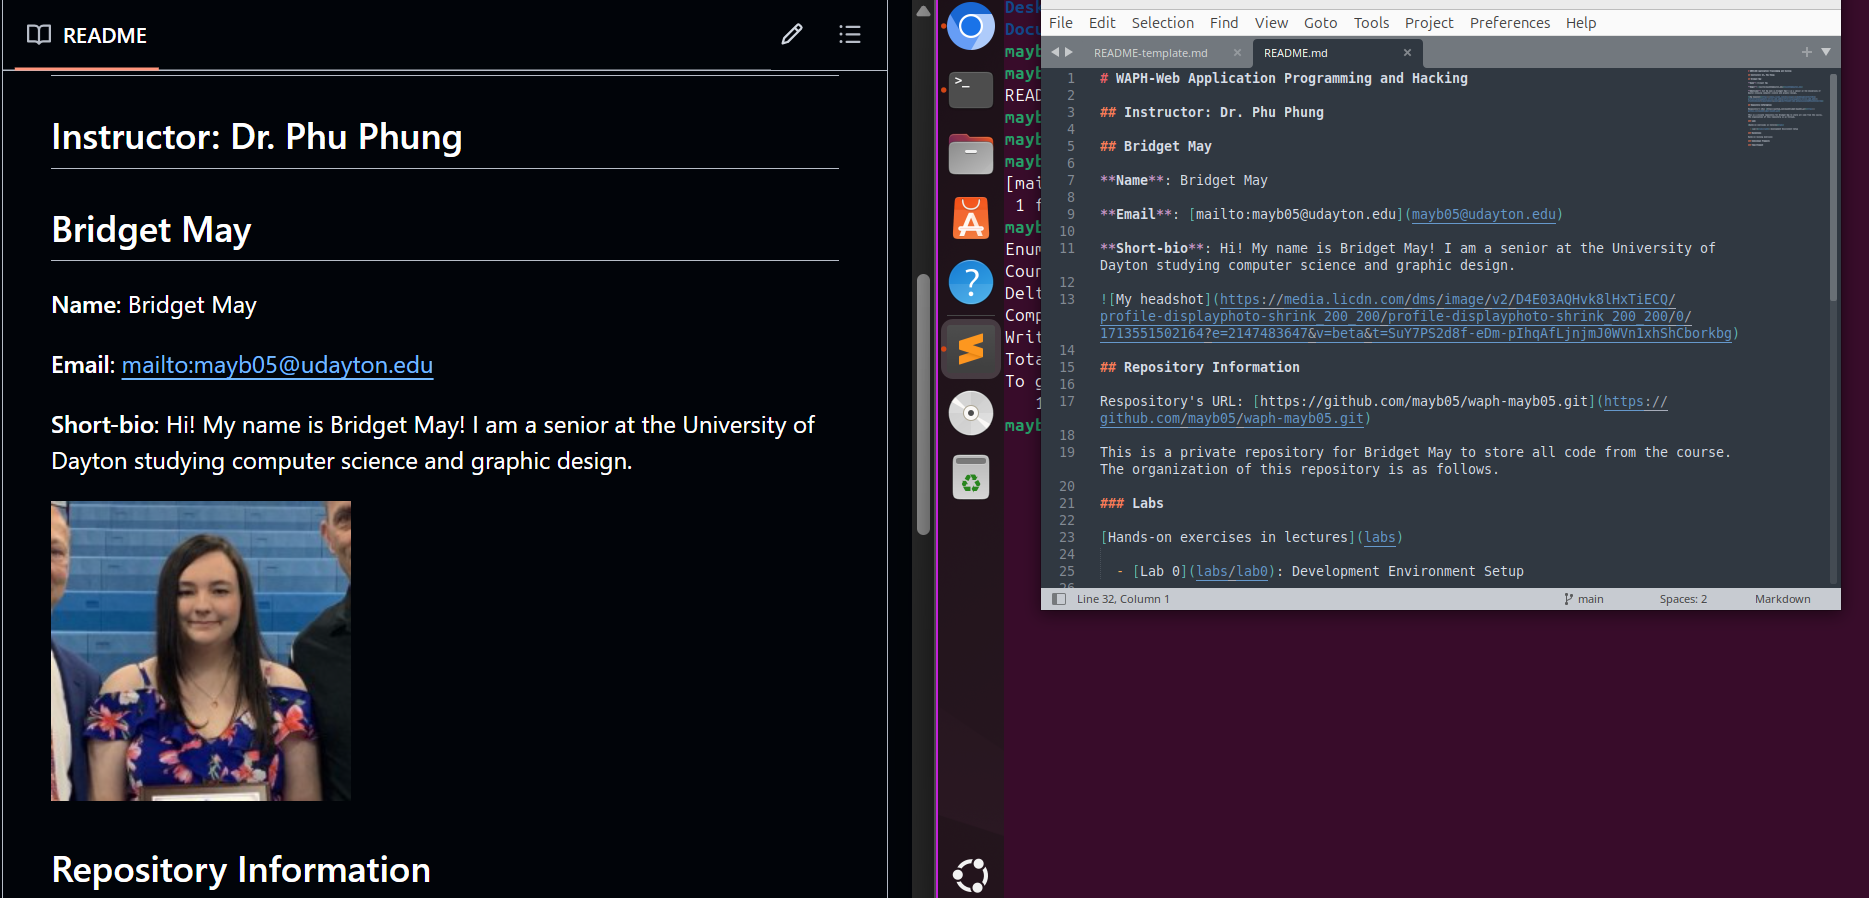 README
Instructor: Dr. Phu Phung
Bridget May
Name: Bridget May
Email: mailto:mayb05@udayton.edu
Short-bio: Hi! My name is Bridget May! I am a senior at the University of
Dayton studying computer science and graphic design.
Repository Information
>_
A
?
Desk
Docu
mayb
mayb
READ
mayb
mayb
mayb
[mai
1 f
mayb
Enum
Coun
Delt
Comp
Writ
Tota
To g
1
mayb
File Edit Selection Find View Goto Tools Project Preferences Help
README-template.md × README.md ×
1 # WAPH-Web Application Programming and Hacking
2
3 ## Instructor: Dr. Phu Phung
4
5 ## Bridget May
6
7 **Name**: Bridget May
8
9 **Email**: [mailto:mayb05@udayton.edu](mayb05@udayton.edu)
10
11 **Short-bio**: Hi! My name is Bridget May! I am a senior at the University of
Dayton studying computer science and graphic design.
12
13 ![My headshot](https://media.licdn.com/dms/image/v2/D4E03AQHvk8lHxTiECQ/
profile-displayphoto-shrink_200_200/profile-displayphoto-shrink_200_200/0/
1713551502164?e=2147483647&v=beta&t=SuY7PS2d8f-eDm-pIhqAfLjnjmJ0WVn1xhShCborkbg)
14
15 ## Repository Information
16
17 Respository's URL: [https://github.com/mayb05/waph-mayb05.git](https://
github.com/mayb05/waph-mayb05.git)
18
19 This is a private repository for Bridget May to store all code from the course.
The organization of this repository is as follows.
20
21 ### Labs
22
23 [Hands-on exercises in lectures](labs)
24
25 - [Lab 0](labs/lab0): Development Environment Setup
26
Line 32, Column 1 main Spaces: 2 Markdown